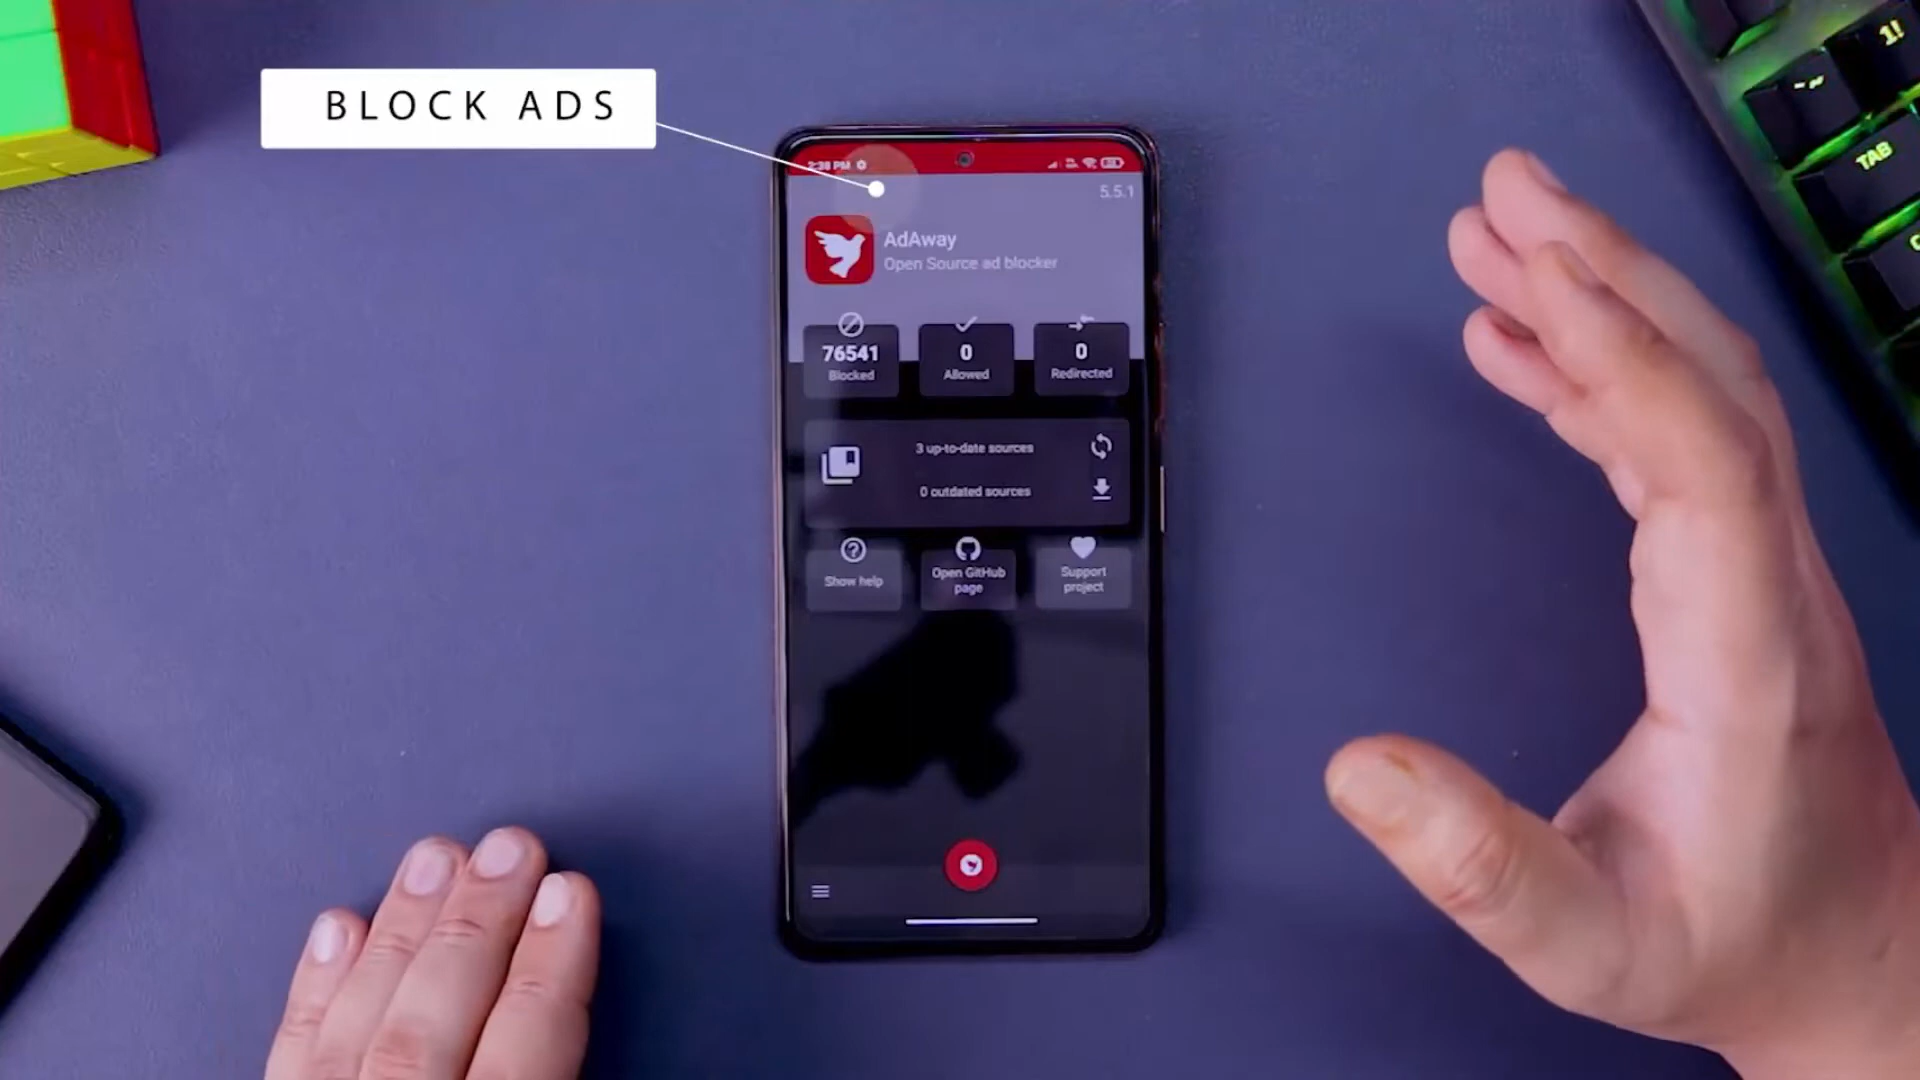 BLOCK ADS
2:38 PM
5.5.1
AdAway
Open Source ad blocker
76541
Blocked
0
Allowed
0
Redirected
3 up-to-date sources
0 outdated sources
Show help
Open GitHub
page
Support
project
1!
TAB